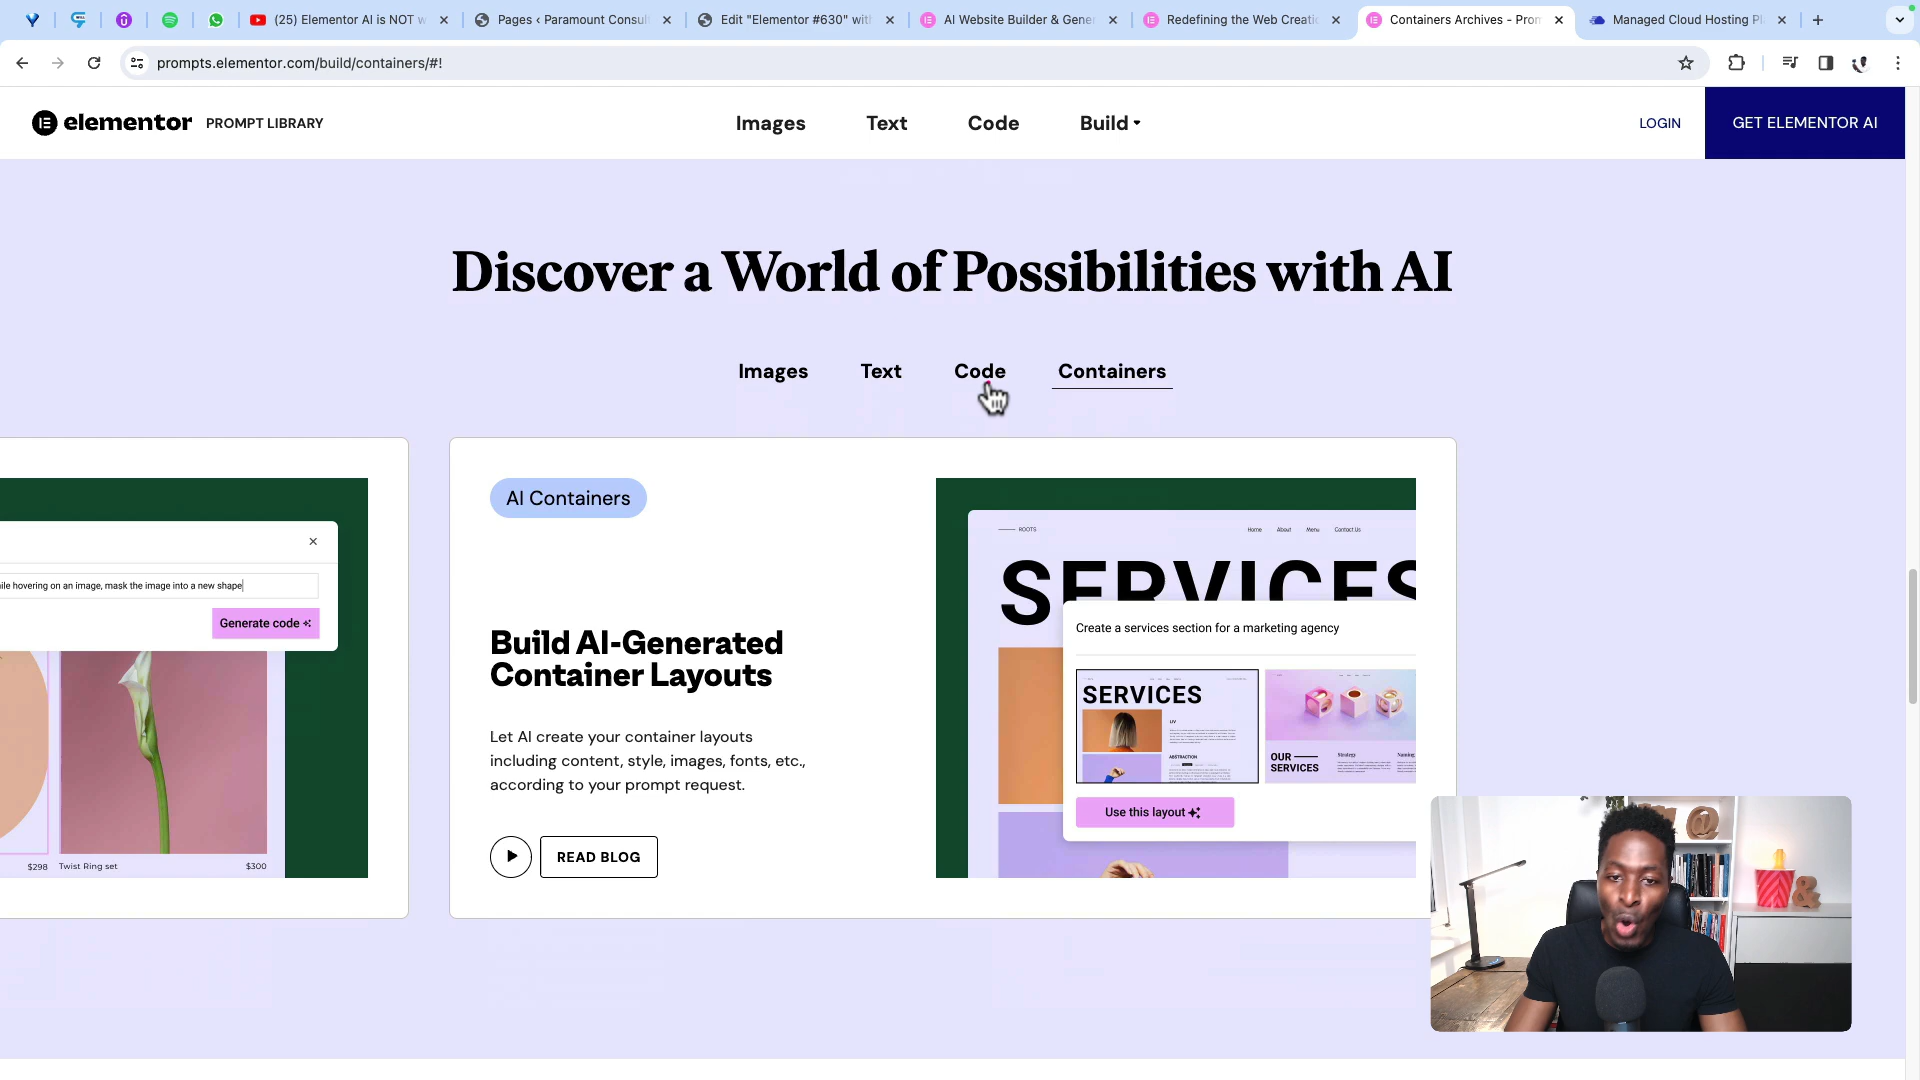 (25) Elementor AI is NOT w
Pages ‹ Paramount Consul
Edit "Elementor #630" wit
AI Website Builder & Gene
Redefining the Web Creati
Containers Archives - Pro
Managed Cloud Hosting Pl
prompts.elementor.com/build/containers/#!
elementor PROMPT LIBRARY
Images
Text
Code
Build
LOGIN
GET ELEMENTOR AI
Discover a World of Possibilities with AI
Images
Text
Code
Containers
ile hovering on an image, mask the image into a new shape
Generate code
$298
Twist Ring set
$300
AI Containers
Build AI-Generated
Container Layouts
Let AI create your container layouts
including content, style, images, fonts, etc.,
according to your prompt request.
READ BLOG
ROOTS
Home
About
Menu
Contact Us
SERVICES
Create a services section for a marketing agency
SERVICES
LIV
ABSTRACTION
OUR
SERVICES
Strategy
Naming
Use this layout